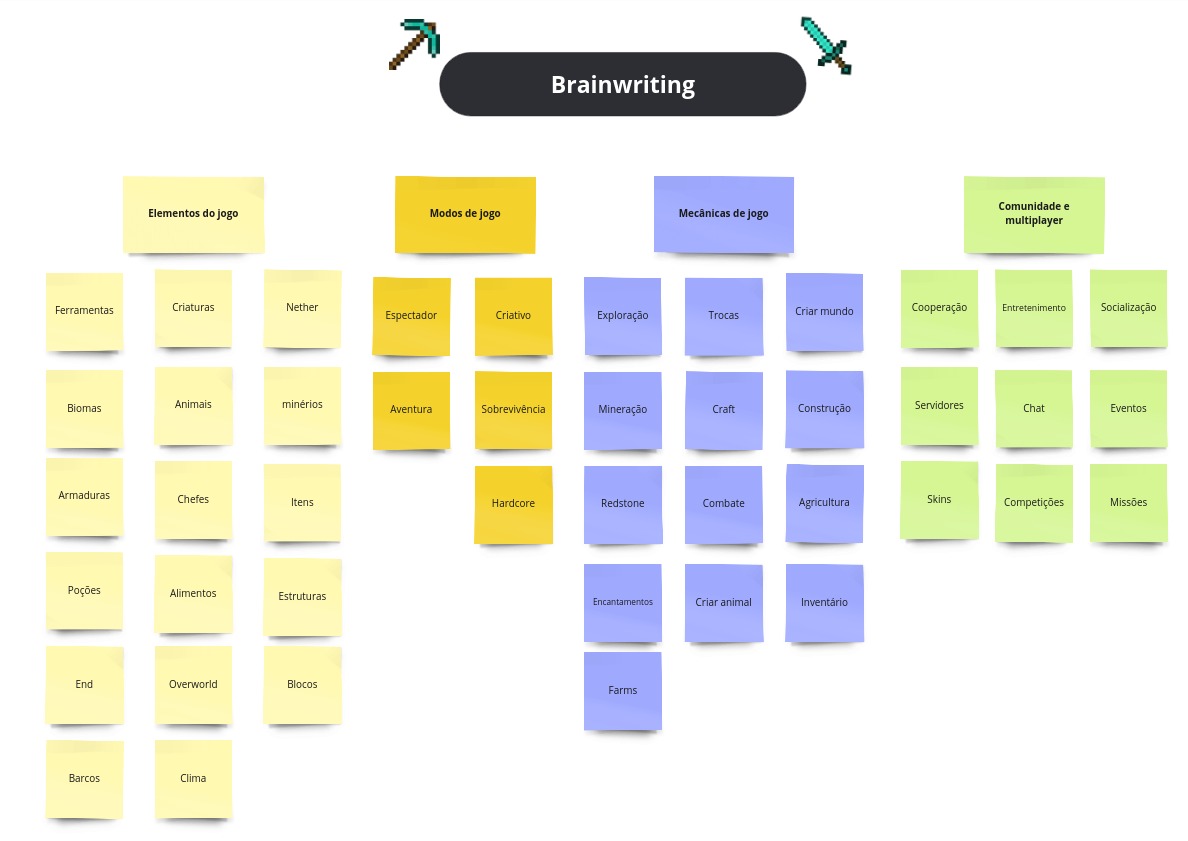 Brainwriting
Elementos do jogo
Ferramentas
Criaturas
Nether
Biomas
Animais
minérios
Armaduras
Chefes
Itens
Poções
Alimentos
Estruturas
End
Overworld
Blocos
Barcos
Clima
Modos de jogo
Espectador
Criativo
Aventura
Sobrevivência
Hardcore
Mecânicas de jogo
Exploração
Trocas
Criar mundo
Mineração
Craft
Construção
Redstone
Combate
Agricultura
Encantamentos
Criar animal
Inventário
Farms
Comunidade e
multiplayer
Cooperação
Entretenimento
Socialização
Servidores
Chat
Eventos
Skins
Competições
Missões